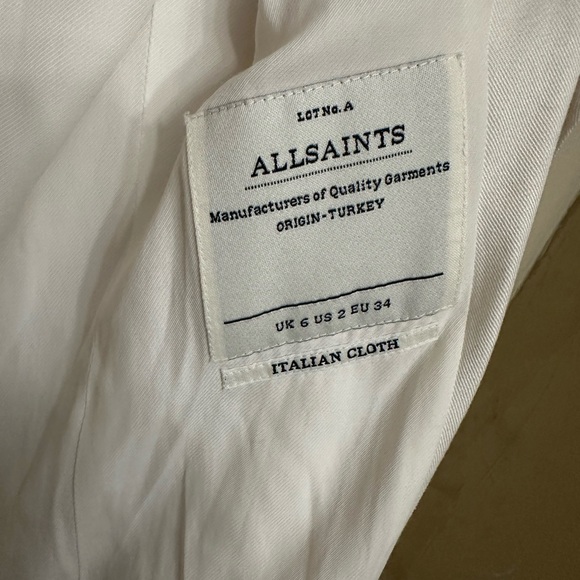 LOT No. A
ALLSAINTS
Manufacturers of Quality Garments
ORIGIN-TURKEY
UK 6 US 2 EU 34
ITALIAN CLOTH